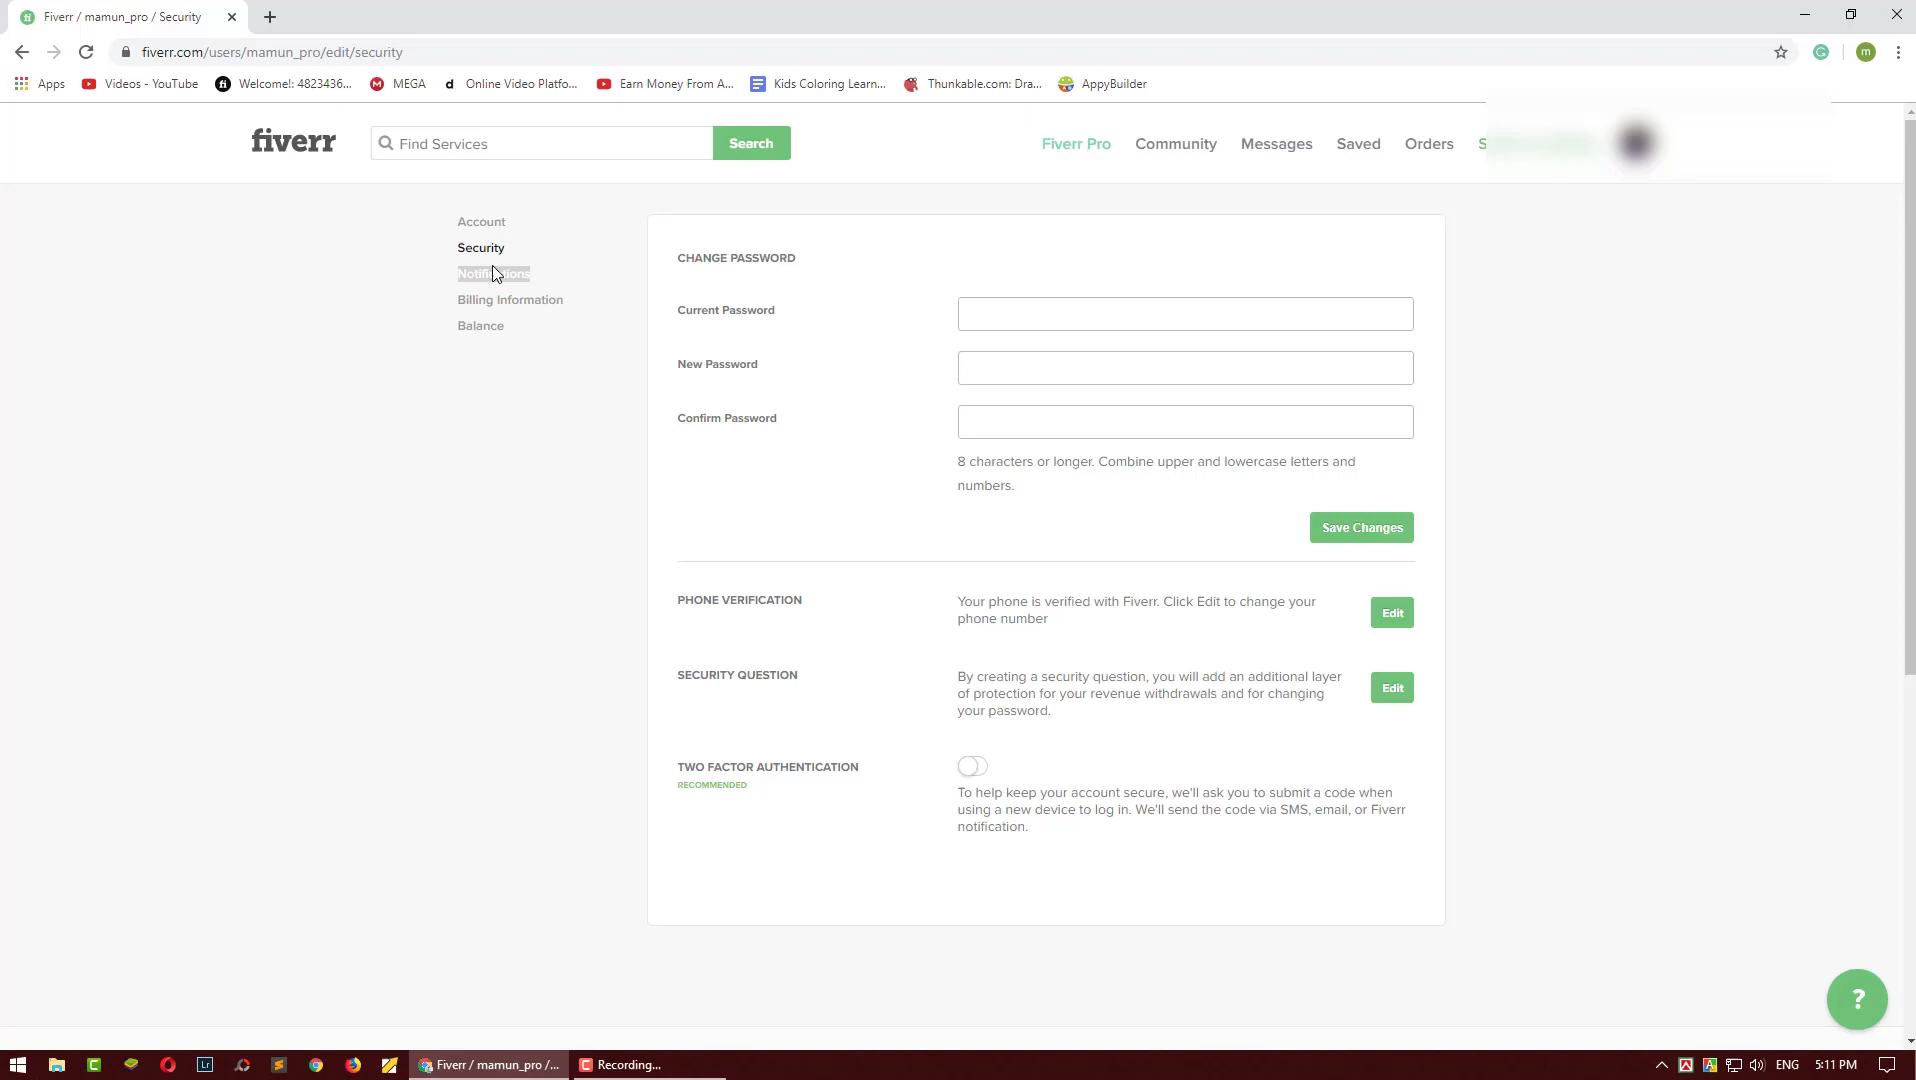 Fiverr / mamun_pro / Security
fiverr.com/users/mamun_pro/edit/security
m
Apps
Videos - YouTube
Welcome!: 4823436...
MEGA
Online Video Platfo...
Earn Money From A...
Kids Coloring Learn...
Thunkable.com: Dra...
AppyBuilder
fiverr
Find Services
Search
Fiverr Pro
Community
Messages
Saved
Orders
Account
Security
Notifications
Billing Information
Balance
CHANGE PASSWORD
Current Password
New Password
Confirm Password
8 characters or longer. Combine upper and lowercase letters and
numbers.
Save Changes
PHONE VERIFICATION
Your phone is verified with Fiverr. Click Edit to change your
phone number
Edit
SECURITY QUESTION
By creating a security question, you will add an additional layer
of protection for your revenue withdrawals and for changing
your password.
Edit
TWO FACTOR AUTHENTICATION
RECOMMENDED
To help keep your account secure, we'll ask you to submit a code when
using a new device to log in. We'll send the code via SMS, email, or Fiverr
notification.
?
Fiverr / mamun_pro /...
Recording...
ENG
5:11 PM